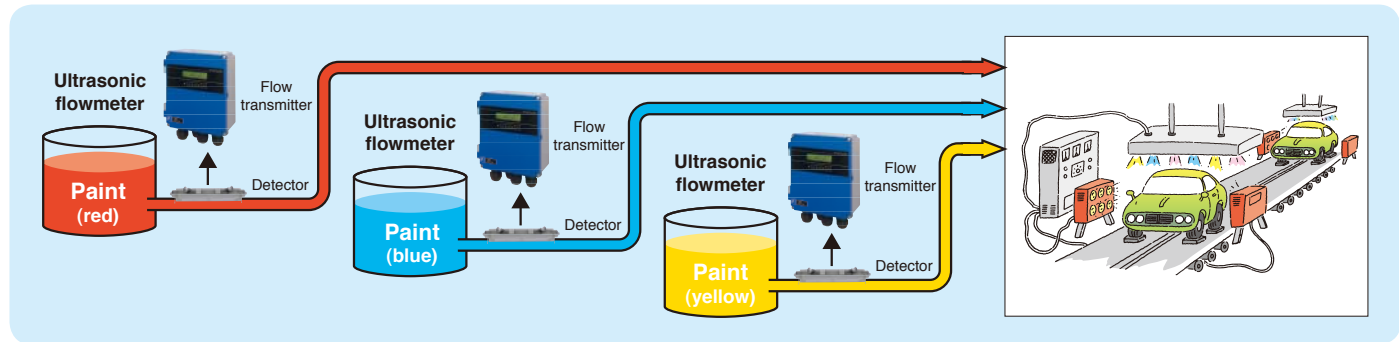 Ultrasonic
flowmeter
Flow
transmitter
Paint
(red)
Detector
Ultrasonic
flowmeter
Flow
transmitter
Paint
(blue)
Detector
Ultrasonic
flowmeter
Flow
transmitter
Paint
(yellow)
Detector